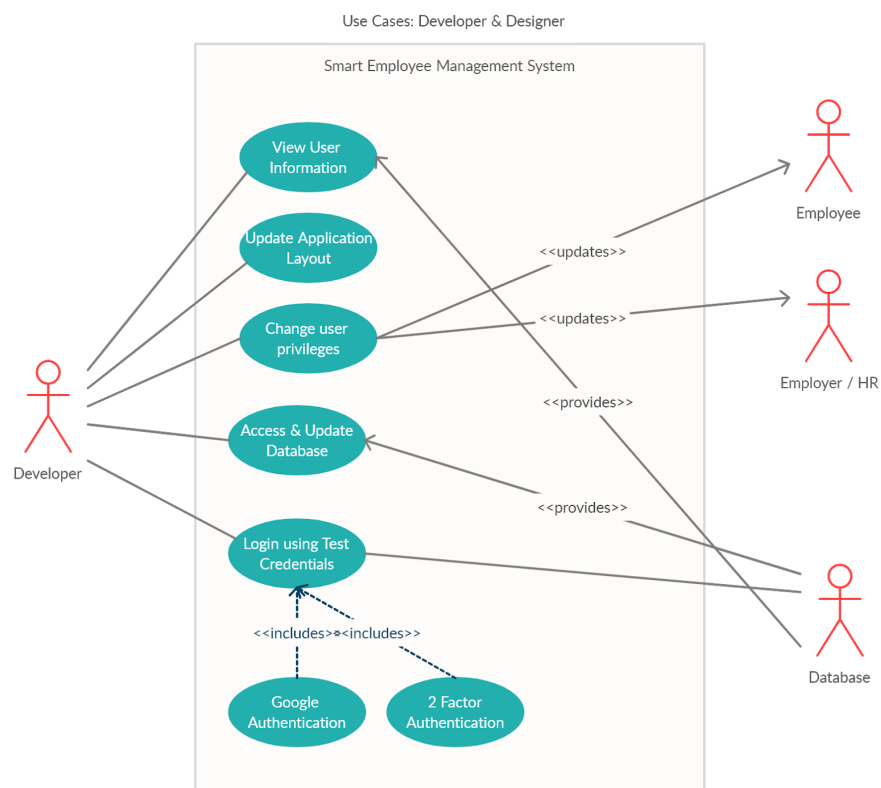 Use Cases: Developer & Designer
Smart Employee Management System
View User
Information
Update Application
Layout
Change user
privileges
Access & Update
Database
Login using Test
Credentials
Google
Authentication
2 Factor
Authentication
<<updates>>
<<updates>>
<<provides>>
<<provides>>
<<includes>>
<<includes>>
Developer
Employee
Employer / HR
Database